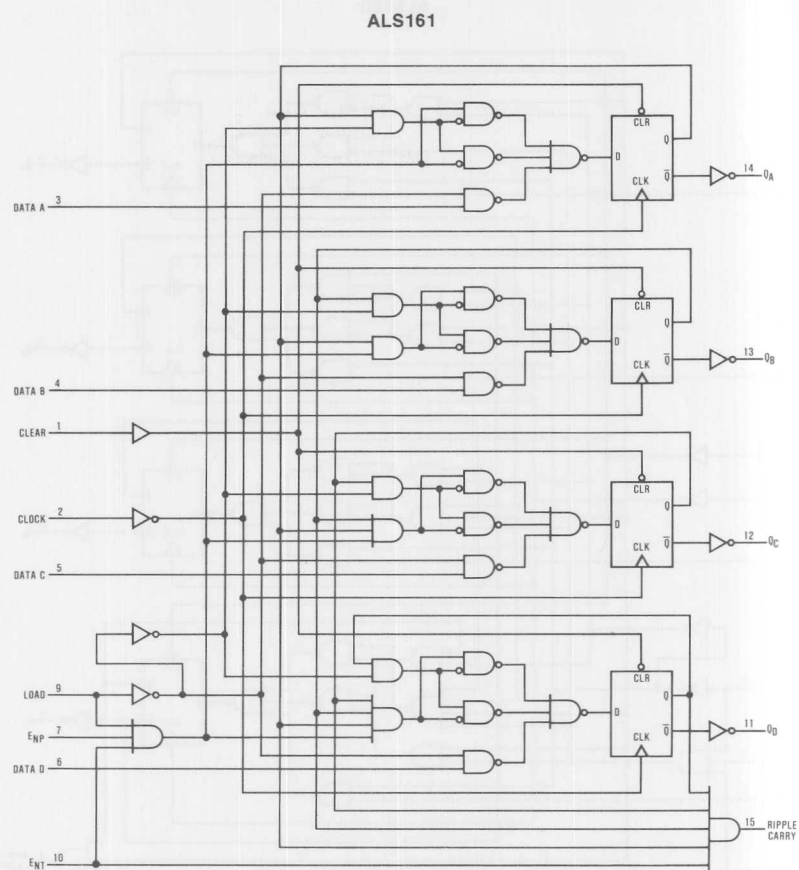 ALS161
CLR
D
Q
CLK
Q̅
14 QA
DATA A 3
CLR
D
Q
CLK
Q̅
13 QB
DATA B 4
CLEAR 1
CLR
D
Q
CLOCK 2
CLK
Q̅
12 QC
DATA C 5
CLR
LOAD 9
Q
D
ENP 7
CLK
Q̅
11 QD
DATA D 6
15 RIPPLE
CARRY
ENT 10